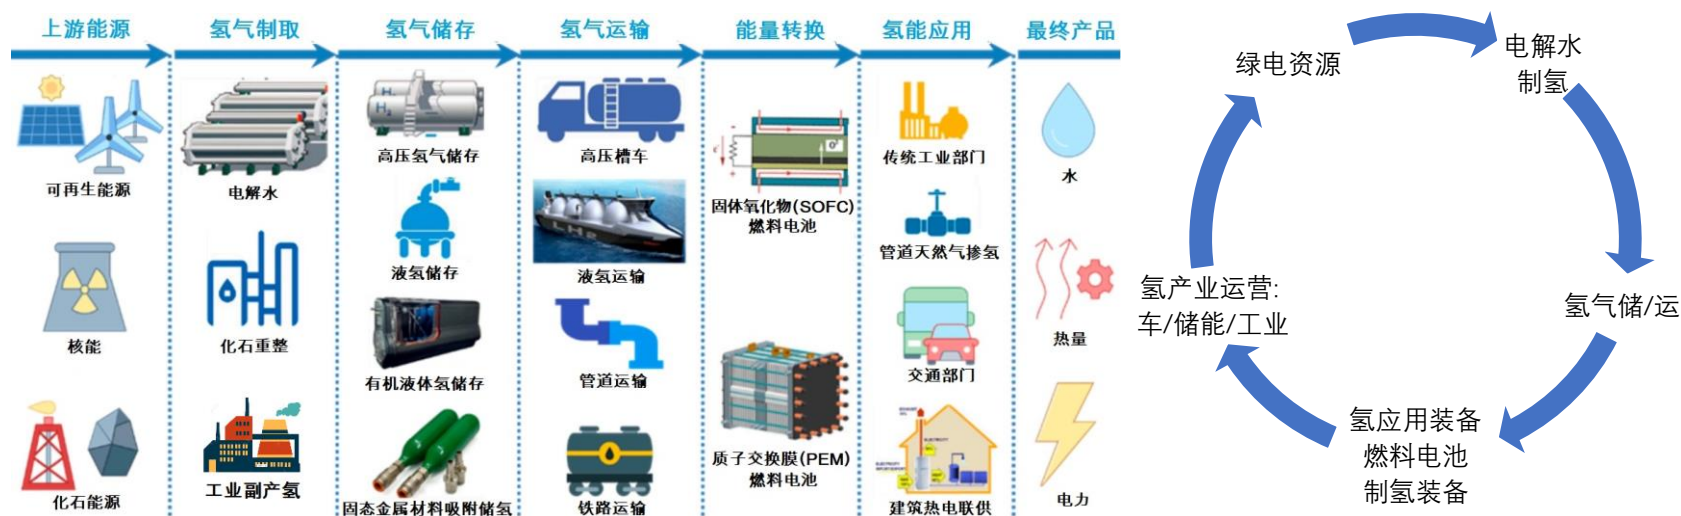 上游能源
氢气制取
氢气储存
氢气运输
能量转换
氢能应用
最终产品
可再生能源
核能
化石能源
电解水
化石重整
工业副产氢
H₂
H₂
高压氢气储存
液氢储存
有机液体氢储存
固态金属材料吸附储氢
高压槽车
LH2
液氢运输
管道运输
铁路运输
固体氧化物(SOFC)
燃料电池
质子交换膜(PEM)
燃料电池
传统工业部门
管道天然气掺氢
交通部门
ELECTRICITY
建筑热电联供
水
热量
电力
绿电资源
电解水
制氢
氢气储/运
氢应用装备
燃料电池
制氢装备
氢产业运营:
车/储能/工业